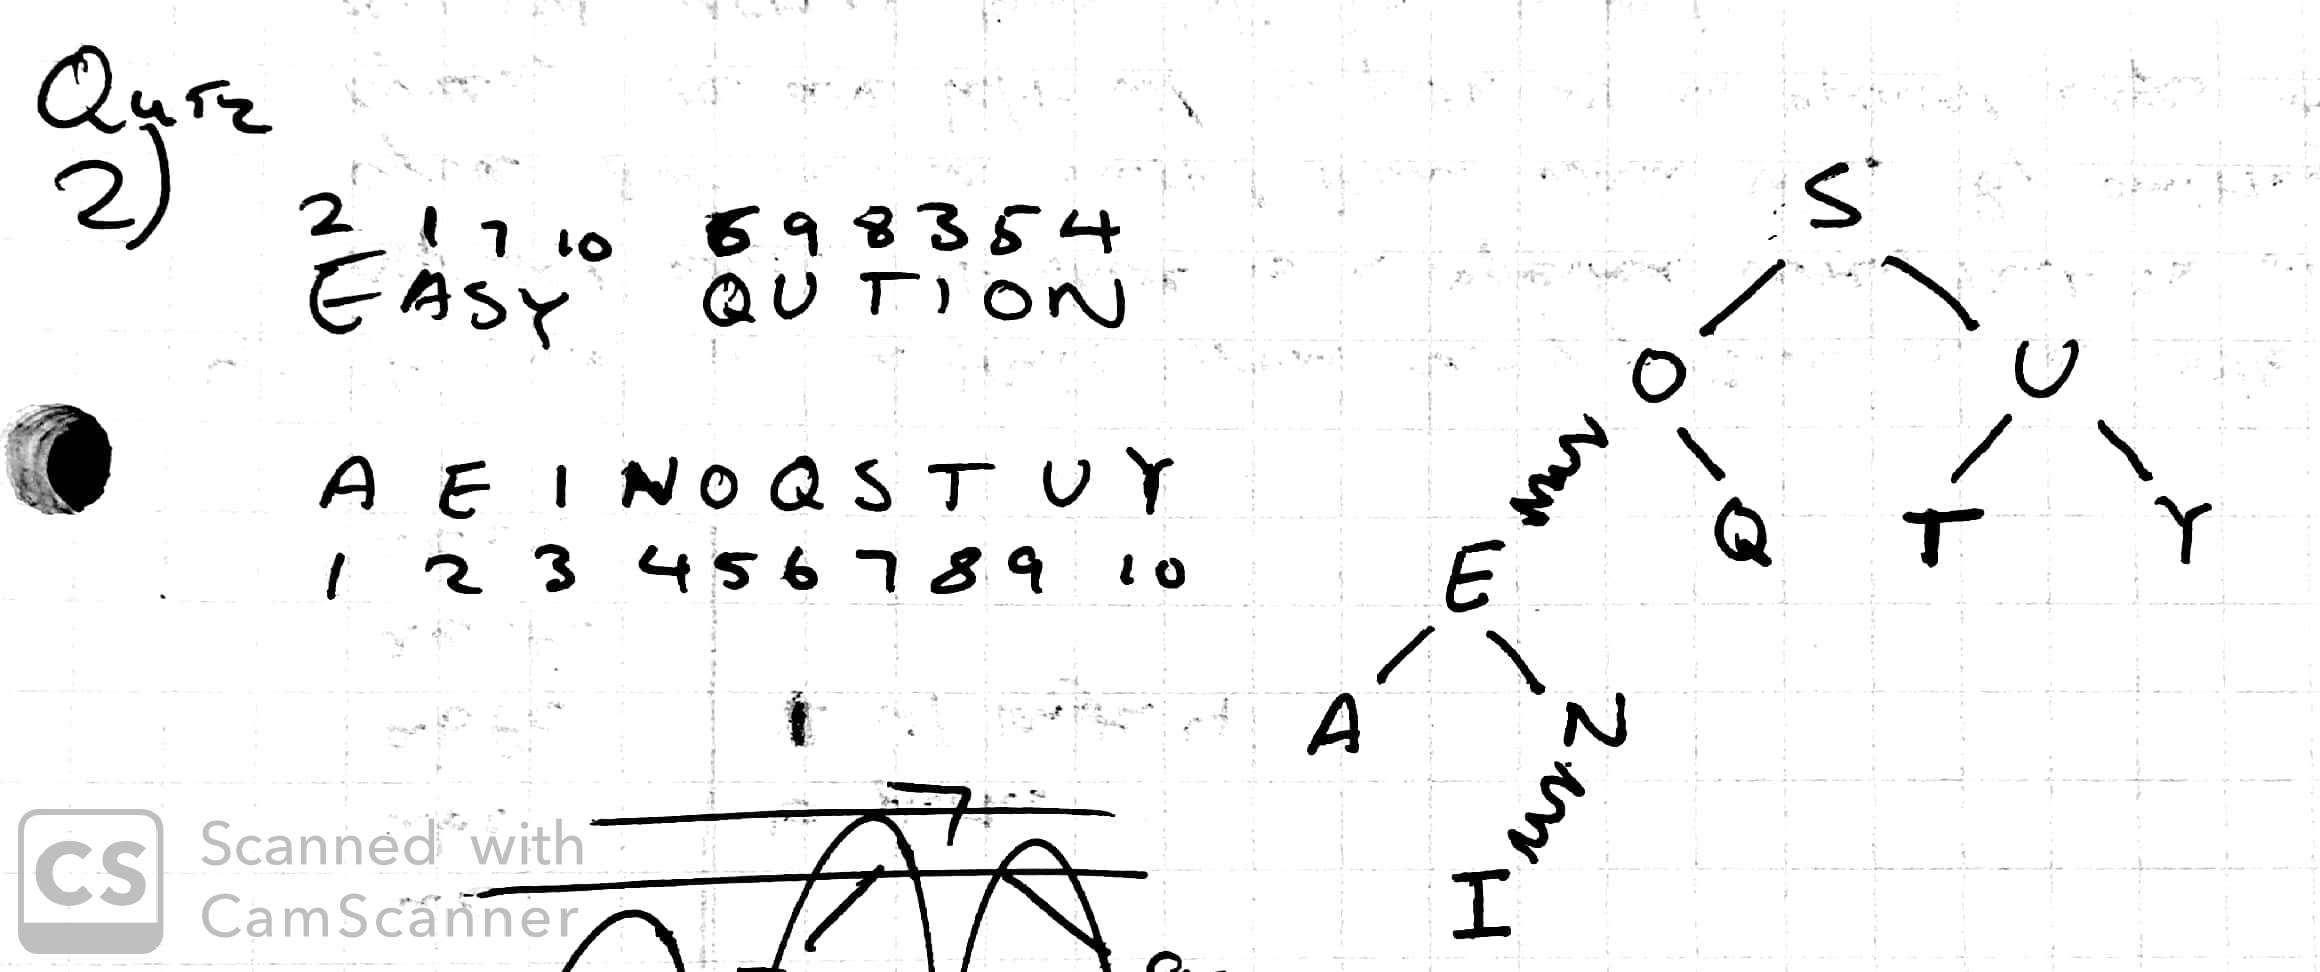 Quiz
2)
2 1 7 10 6 9 8 3 5 4
EASY QUTION
A E I N O Q S T U Y
1 2 3 4 5 6 7 8 9 10
S
O U
E Q T Y
A N
I
7
CS Scanned with
CamScanner